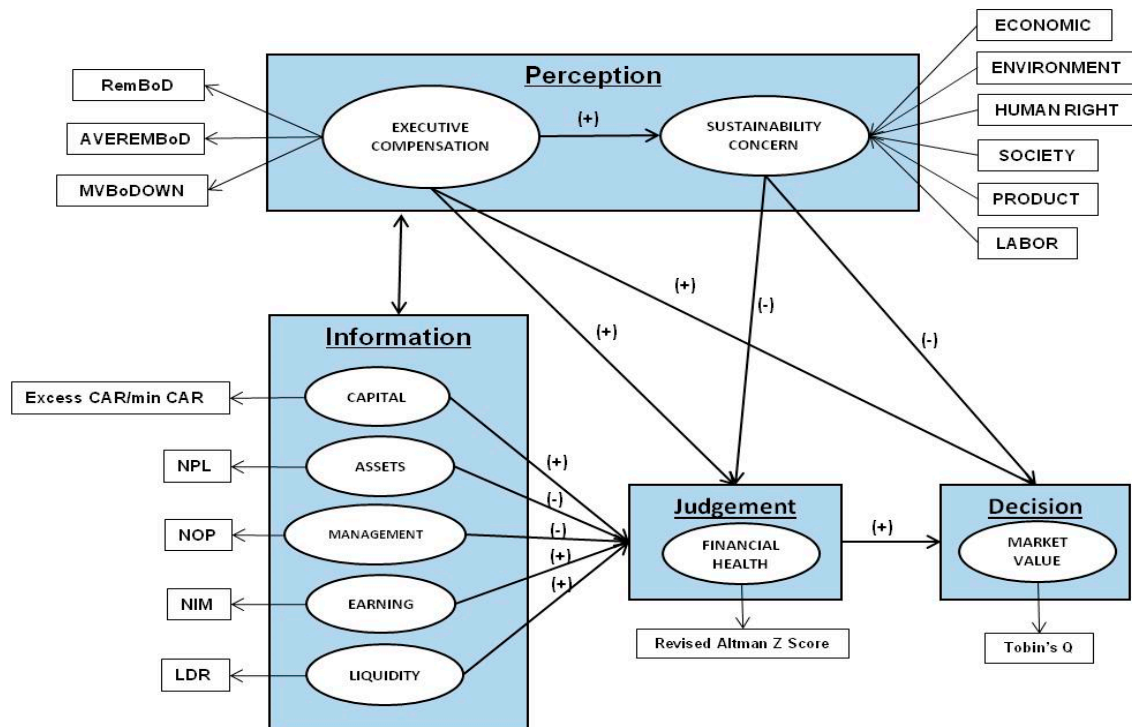 ECONOMIC
Perception
ENVIRONMENT
RemBoD
HUMAN RIGHT
EXECUTIVE
COMPENSATION
(+)
SUSTAINABILITY
CONCERN
AVEREMBoD
SOCIETY
MVBoDOWN
PRODUCT
LABOR
(+)
(-)
(+)
(-)
Information
Excess CAR/min CAR
CAPITAL
(+)
NPL
ASSETS
(-)
Judgement
Decision
NOP
MANAGEMENT
(-)
FINANCIAL
HEALTH
(+)
MARKET
VALUE
(+)
(+)
NIM
EARNING
Revised Altman Z Score
Tobin's Q
LDR
LIQUIDITY